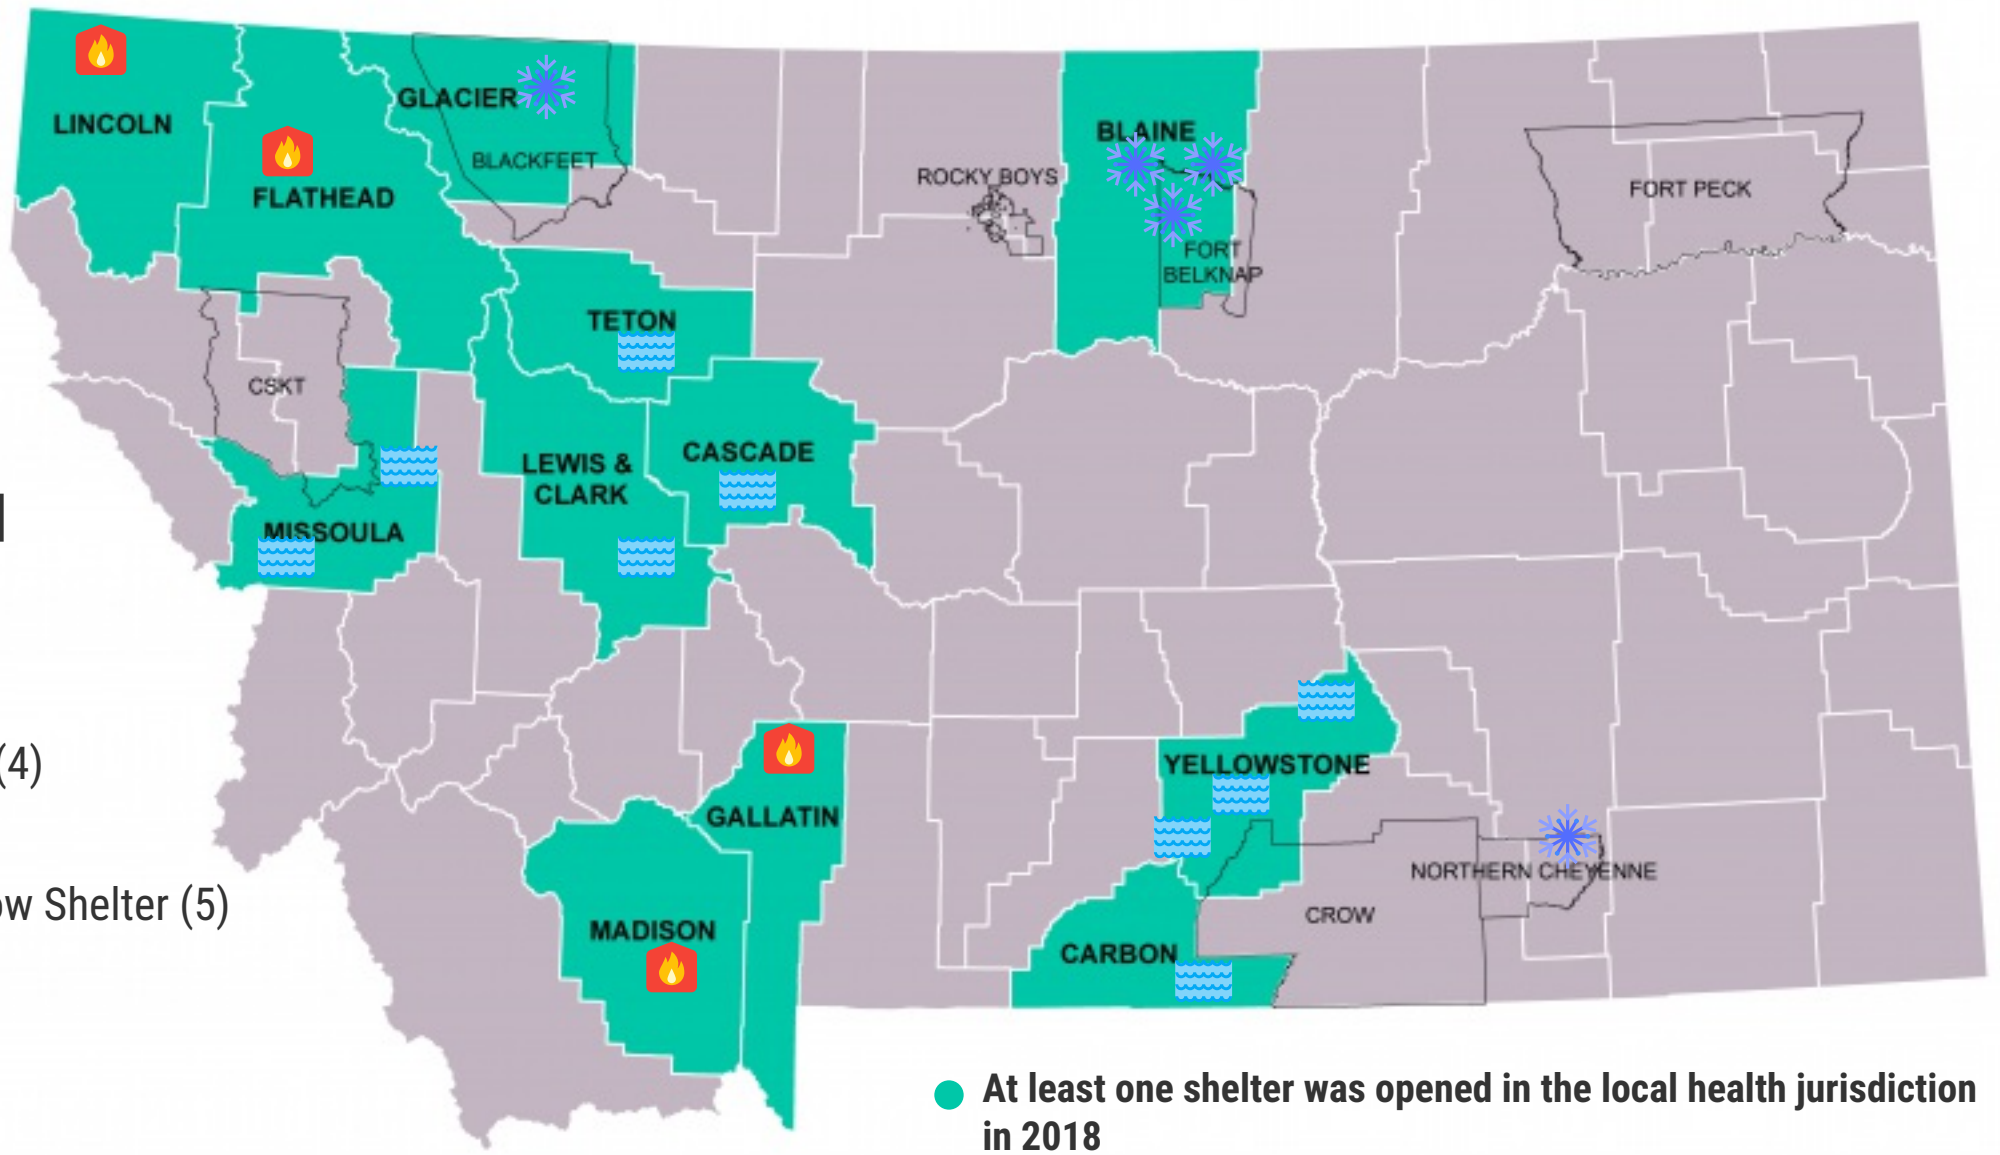 LINCOLN
GLACIER
BLACKFEET
FLATHEAD
BLAINE
ROCKY BOYS
FORT
BELKNAP
FORT PECK
TETON
CSKT
LEWIS &
CLARK
CASCADE
MISSOULA
(4)
YELLOWSTONE
GALLATIN
NORTHERN CHEYENNE
Shelter (5)
CROW
MADISON
CARBON
At least one shelter was opened in the local health jurisdiction
in 2018